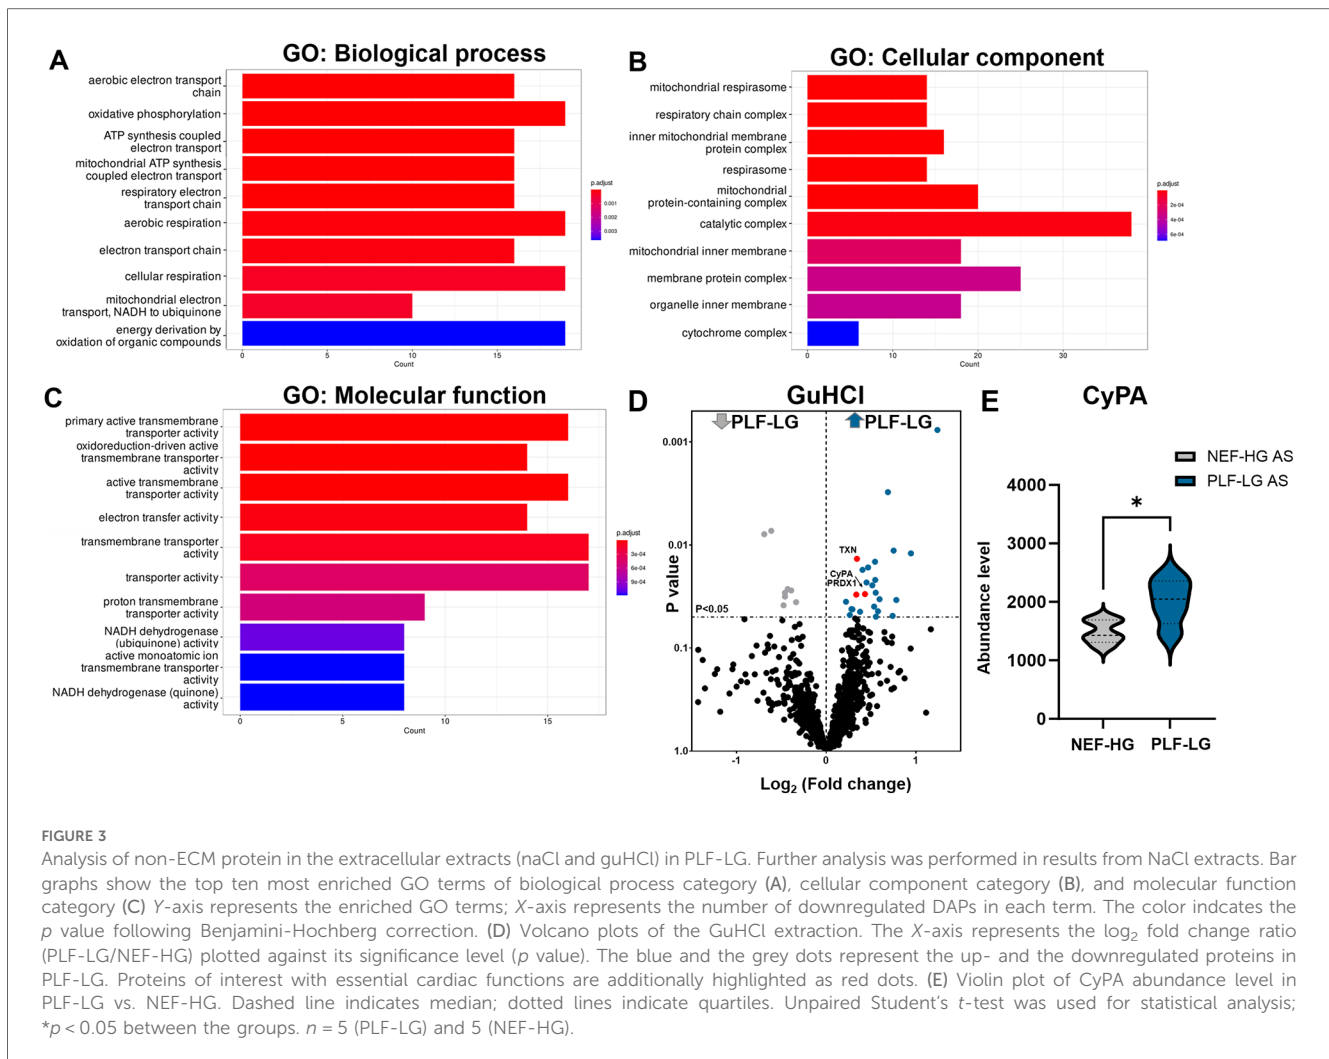 A
GO: Biological process
aerobic electron transport
chain
oxidative phosphorylation
ATP synthesis coupled
electron transport
mitochondrial ATP synthesis
coupled electron transport
respiratory electron
transport chain
aerobic respiration
electron transport chain
cellular respiration
mitochondrial electron
transport, NADH to ubiquinone
energy derivation by
oxidation of organic compounds
0
5
10
15
Count
p.adjust
0.001
0.002
0.003
B
GO: Cellular component
mitochondrial respirasome
respiratory chain complex
inner mitochondrial membrane
protein complex
respirasome
mitochondrial
protein-containing complex
catalytic complex
mitochondrial inner membrane
membrane protein complex
organelle inner membrane
cytochrome complex
0
10
20
30
Count
p.adjust
2e-04
4e-04
6e-04
C
GO: Molecular function
primary active transmembrane
transporter activity
oxidoreduction-driven active
transmembrane transporter
activity
active transmembrane
transporter activity
electron transfer activity
transmembrane transporter
activity
transporter activity
proton transmembrane
transporter activity
NADH dehydrogenase
(ubiquinone) activity
active monoatomic ion
transmembrane transporter
activity
NADH dehydrogenase (quinone)
activity
0
5
10
15
Count
p.adjust
3e-04
6e-04
9e-04
D
GuHCl
PLF-LG
PLF-LG
0.001
0.01
0.1
1.0
P value
TXN
CyPA
PRDX1
P<0.05
-1
0
1
Log₂ (Fold change)
E
CyPA
NEF-HG AS
PLF-LG AS
4000
3000
2000
1000
0
Abundance level
*
NEF-HG
PLF-LG
FIGURE 3
Analysis of non-ECM protein in the extracellular extracts (naCl and guHCl) in PLF-LG. Further analysis was performed in results from NaCl extracts. Bar
graphs show the top ten most enriched GO terms of biological process category (A), cellular component category (B), and molecular function
category (C) Y-axis represents the enriched GO terms; X-axis represents the number of downregulated DAPs in each term. The color indcates the
p value following Benjamini-Hochberg correction. (D) Volcano plots of the GuHCl extraction. The X-axis represents the log₂ fold change ratio
(PLF-LG/NEF-HG) plotted against its significance level (p value). The blue and the grey dots represent the up- and the downregulated proteins in
PLF-LG. Proteins of interest with essential cardiac functions are additionally highlighted as red dots. (E) Violin plot of CyPA abundance level in
PLF-LG vs. NEF-HG. Dashed line indicates median; dotted lines indicate quartiles. Unpaired Student's t-test was used for statistical analysis;
*p < 0.05 between the groups. n = 5 (PLF-LG) and 5 (NEF-HG).